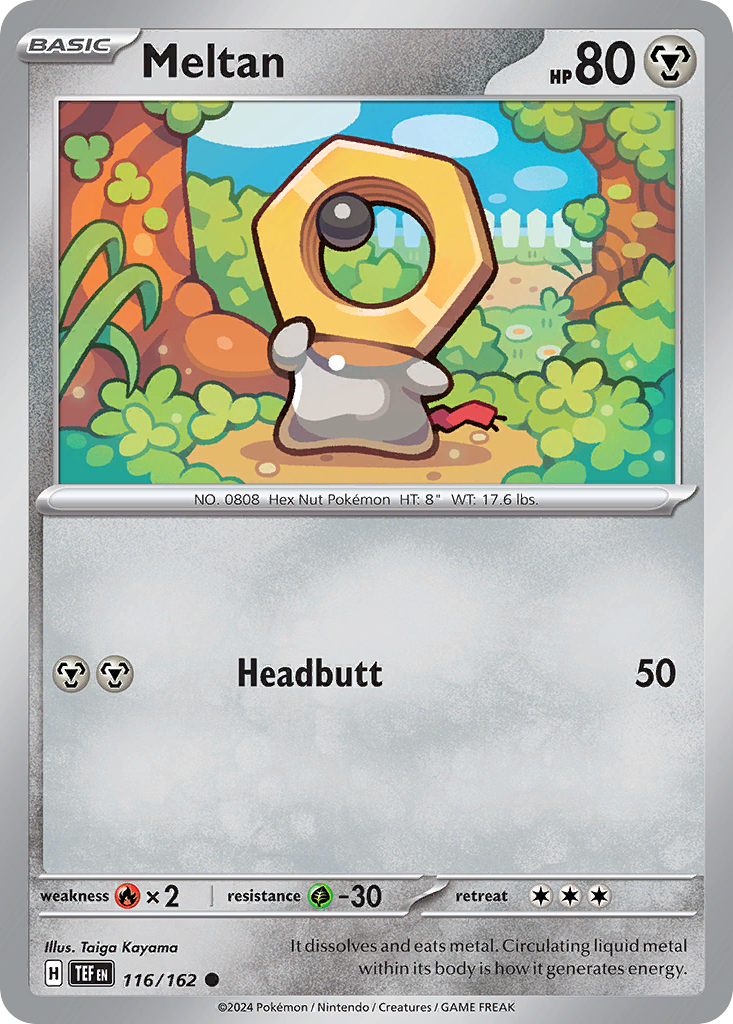 BASIC
Meltan
HP 80
NO. 0808 Hex Nut Pokémon HT: 8" WT: 17.6 lbs.
Headbutt 50
weakness ×2 resistance -30 retreat
Illus. Taiga Kayama
It dissolves and eats metal. Circulating liquid metal
within its body is how it generates energy.
H TEF EN 116/162
©2024 Pokémon / Nintendo / Creatures / GAME FREAK